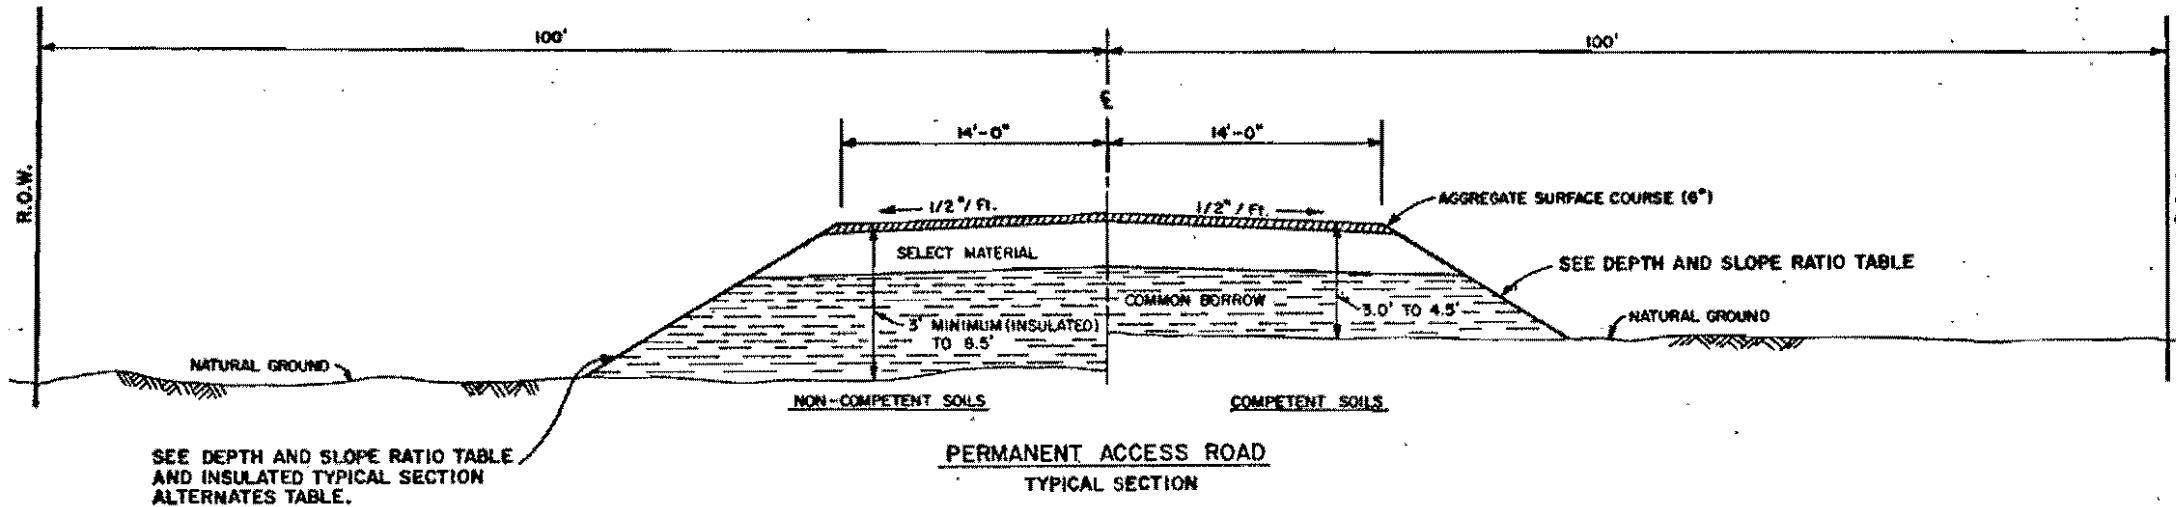 100'
100'
℄
14'-0"
14'-0"
R.O.W.
1/2"/Ft.
1/2"/Ft.
AGGREGATE SURFACE COURSE (6")
SELECT MATERIAL
SEE DEPTH AND SLOPE RATIO TABLE
COMMON BORROW
3.0' TO 4.5'
3' MINIMUM (INSULATED)
TO 8.5'
NATURAL GROUND
NATURAL GROUND
NON-COMPETENT SOILS
COMPETENT SOILS
SEE DEPTH AND SLOPE RATIO TABLE
AND INSULATED TYPICAL SECTION
ALTERNATES TABLE.
PERMANENT ACCESS ROAD
TYPICAL SECTION